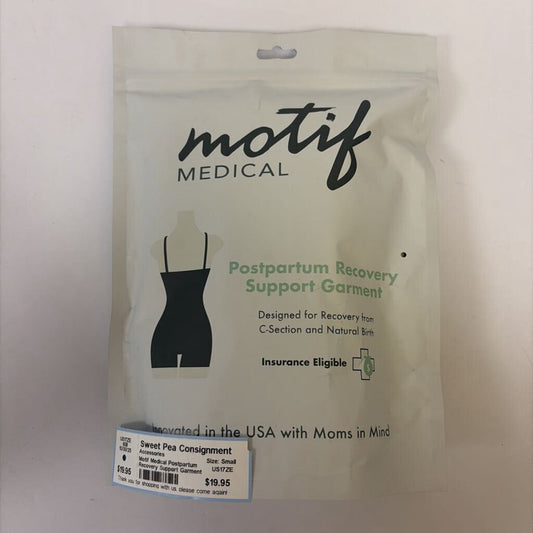 motif
MEDICAL
Postpartum Recovery
Support Garment
Designed for Recovery from
C-Section and Natural Birth
Insurance Eligible
Innovated in the USA with Moms in Mind
Sweet Pea Consignment
Accessories
Size: Small
Motif Medical Postpartum
Recovery Support Garment
US17ZE
$19.95
$19.95
Thank you for shopping with us, please come again!